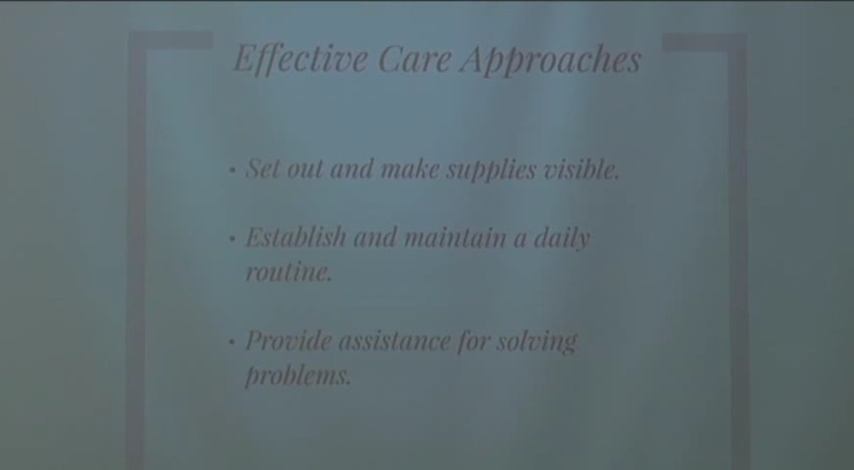 Effective Care Approaches
• Set out and make supplies visible.
• Establish and maintain a daily
routine.
• Provide assistance for solving
problems.